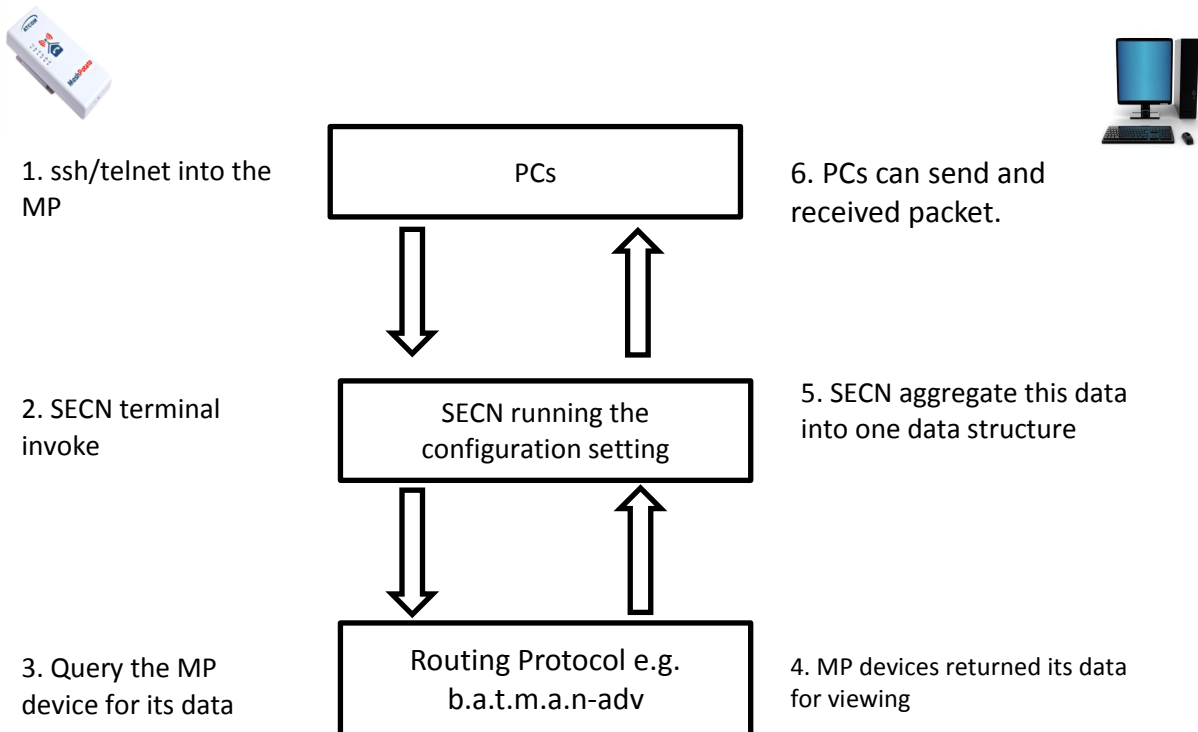 ATCOM
MeshPotato
1. ssh/telnet into the
MP
PCs
6. PCs can send and
received packet.
2. SECN terminal
invoke
SECN running the
configuration setting
5. SECN aggregate this data
into one data structure
3. Query the MP
device for its data
Routing Protocol e.g.
b.a.t.m.a.n-adv
4. MP devices returned its data
for viewing